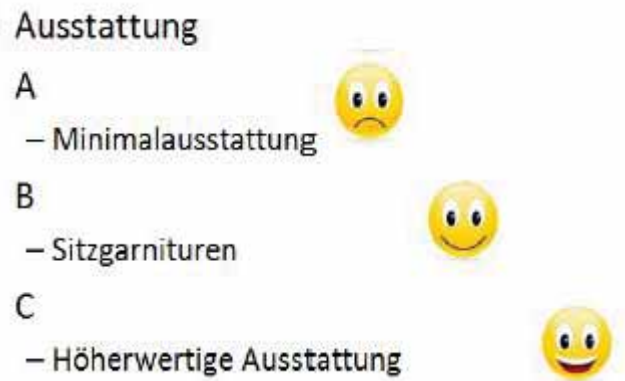 Ausstattung
A
– Minimalausstattung
B
– Sitzgarnituren
C
– Höherwertige Ausstattung